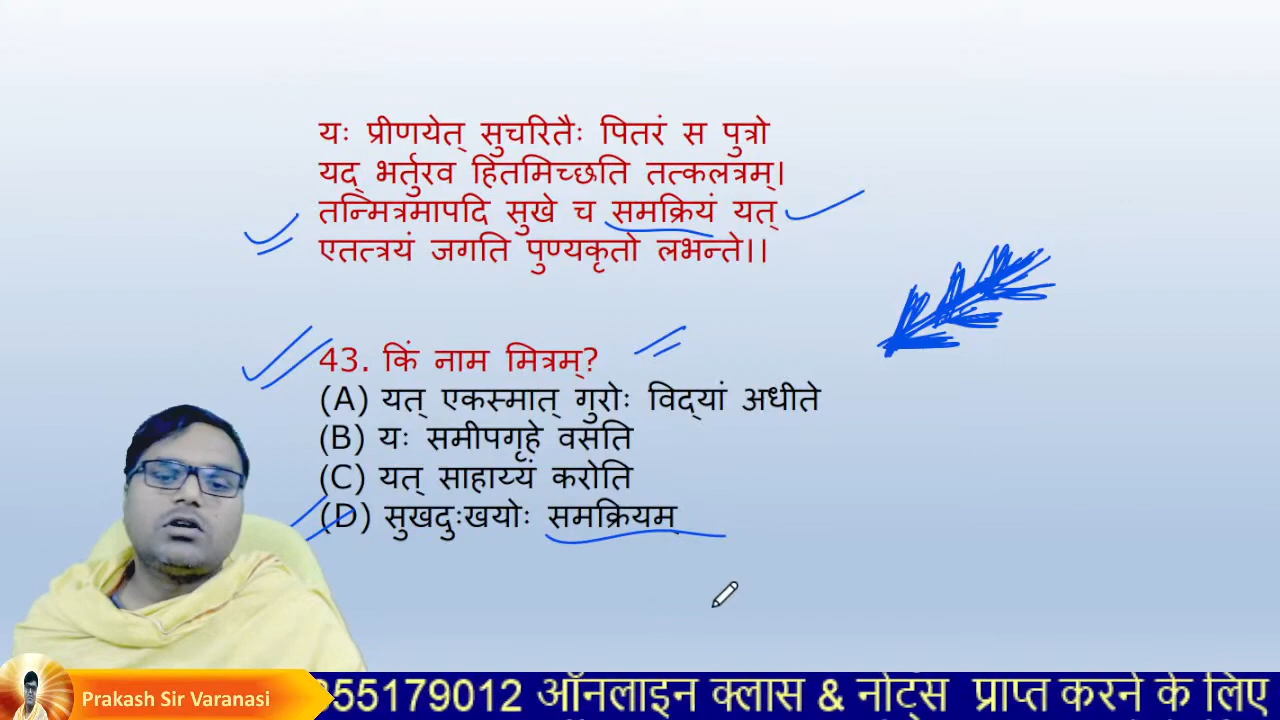 यः प्रीणयेत् सुचरितैः पितरं स पुत्रो
यद् भर्तुरव हितमिच्छति तत्कलत्रम्।
तन्मित्रमापदि सुखे च समक्रियं यत्
एतत्त्रयं जगति पुण्यकृतो लभन्ते।।
43. किं नाम मित्रम्?
(A) यत् एकस्मात् गुरोः विद्‌यां अधीते
(B) यः समीपगृहे वसति
(C) यत् साहाय्यं करोति
(D) सुखदुःखयोः समक्रियम
Prakash Sir Varanasi
855179012 ऑनलाइन क्लास & नोट्स प्राप्त करने के लिए